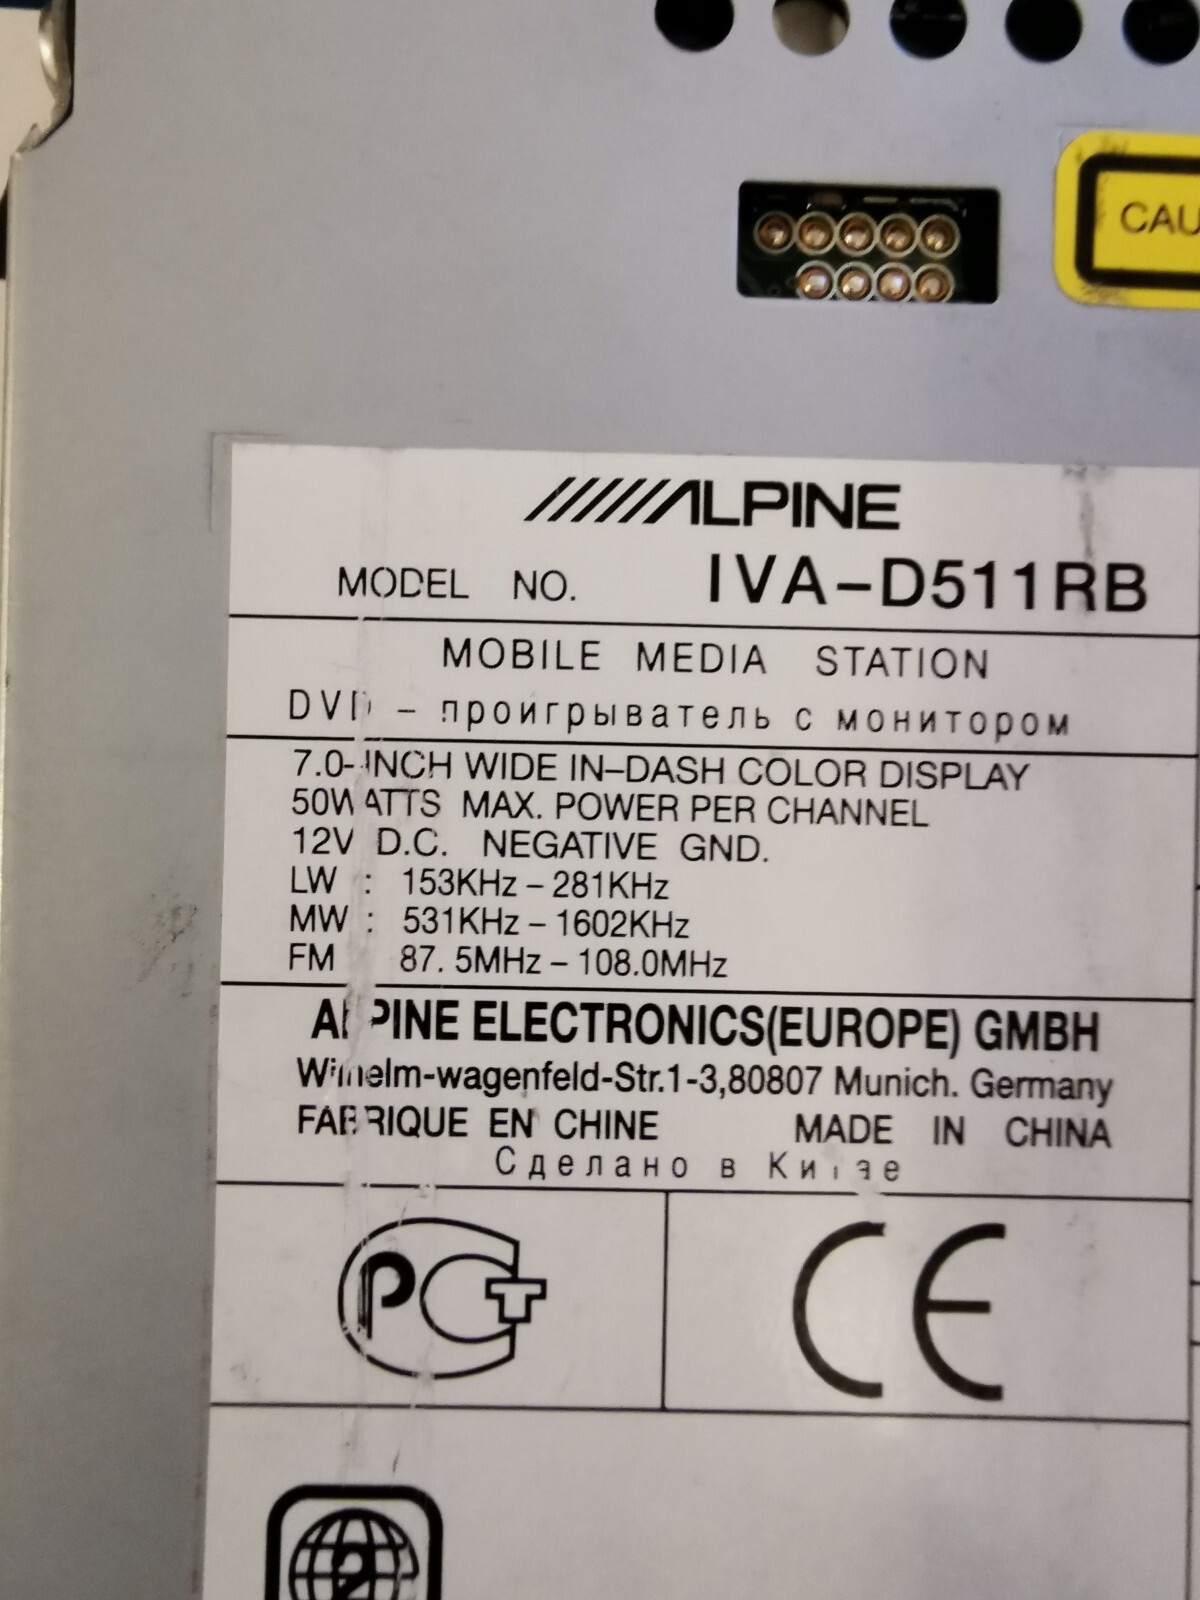 CAU
ALPINE
MODEL NO. IVA-D511RB
MOBILE MEDIA STATION
DVD - проигрыватель с монитором
7.0-INCH WIDE IN-DASH COLOR DISPLAY
50WATTS MAX. POWER PER CHANNEL
12V D.C. NEGATIVE GND.
LW : 153KHz - 281KHz
MW : 531KHz - 1602KHz
FM 87.5MHz - 108.0MHz
ALPINE ELECTRONICS(EUROPE) GMBH
Wilhelm-wagenfeld-Str.1-3,80807 Munich. Germany
FABRIQUE EN CHINE MADE IN CHINA
Сделано в Китае
РСТ CE
2